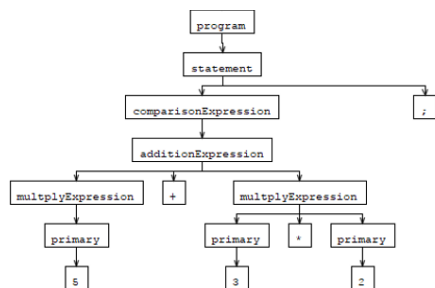 program
statement
comparisonExpression ;
additionExpression
multplyExpression + multplyExpression
primary primary * primary
5 3 2